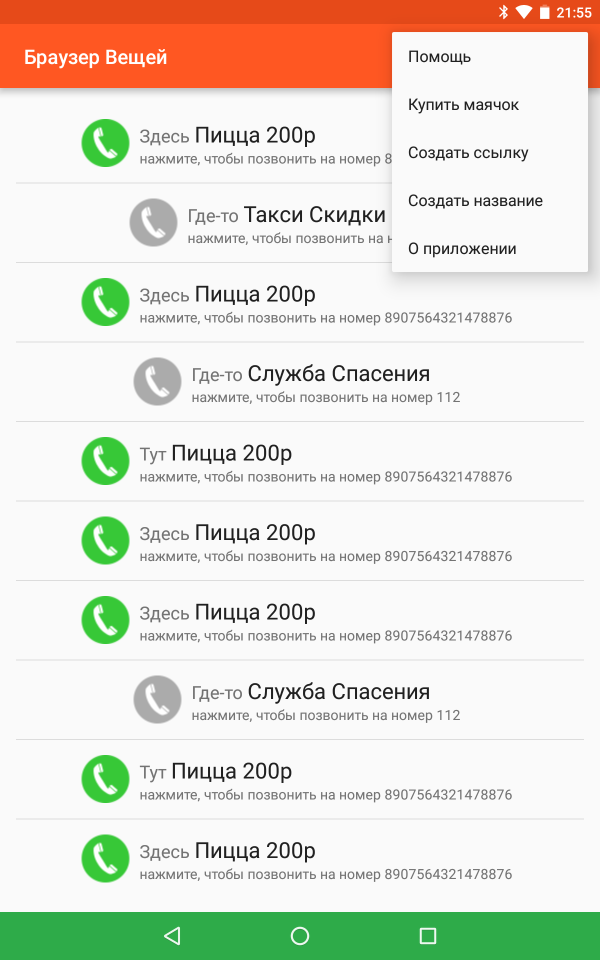 21:55
Браузер Вещей
Помощь
Купить маячок
Создать ссылку
Создать название
О приложении
Здесь Пицца 200р
нажмите, чтобы позвонить на номер 8
Где-то Такси Скидки
нажмите, чтобы позвонить на
Здесь Пицца 200р
нажмите, чтобы позвонить на номер 8907564321478876
Где-то Служба Спасения
нажмите, чтобы позвонить на номер 112
Тут Пицца 200р
нажмите, чтобы позвонить на номер 8907564321478876
Здесь Пицца 200р
нажмите, чтобы позвонить на номер 8907564321478876
Здесь Пицца 200р
нажмите, чтобы позвонить на номер 8907564321478876
Где-то Служба Спасения
нажмите, чтобы позвонить на номер 112
Тут Пицца 200р
нажмите, чтобы позвонить на номер 8907564321478876
Здесь Пицца 200р
нажмите, чтобы позвонить на номер 8907564321478876